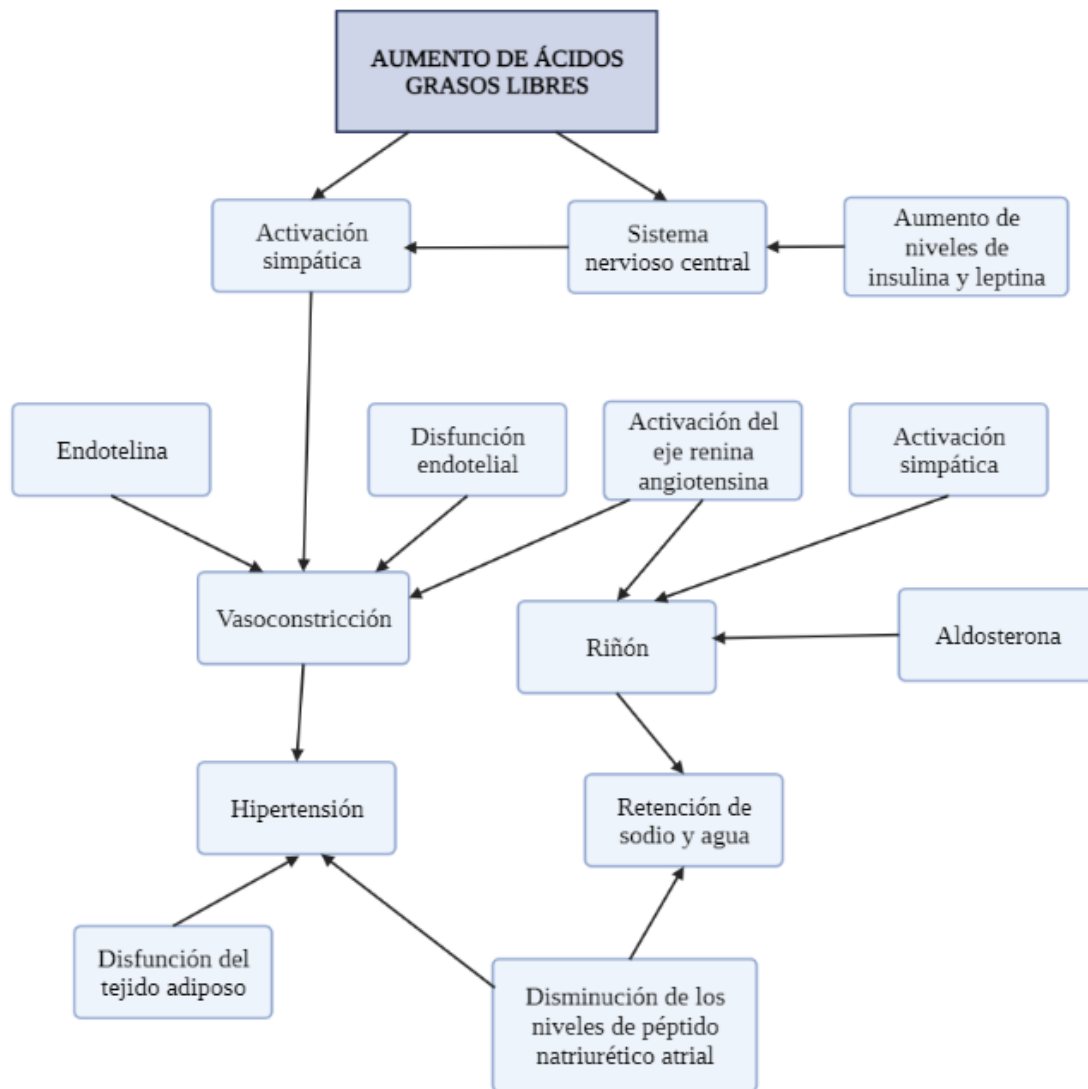 AUMENTO DE ÁCIDOS
GRASOS LIBRES
Activación
simpática
Sistema
nervioso central
Aumento de
niveles de
insulina y leptina
Endotelina
Disfunción
endotelial
Activación del
eje renina
angiotensina
Activación
simpática
Vasoconstricción
Riñón
Aldosterona
Hipertensión
Retención de
sodio y agua
Disfunción del
tejido adiposo
Disminución de los
niveles de péptido
natriurético atrial